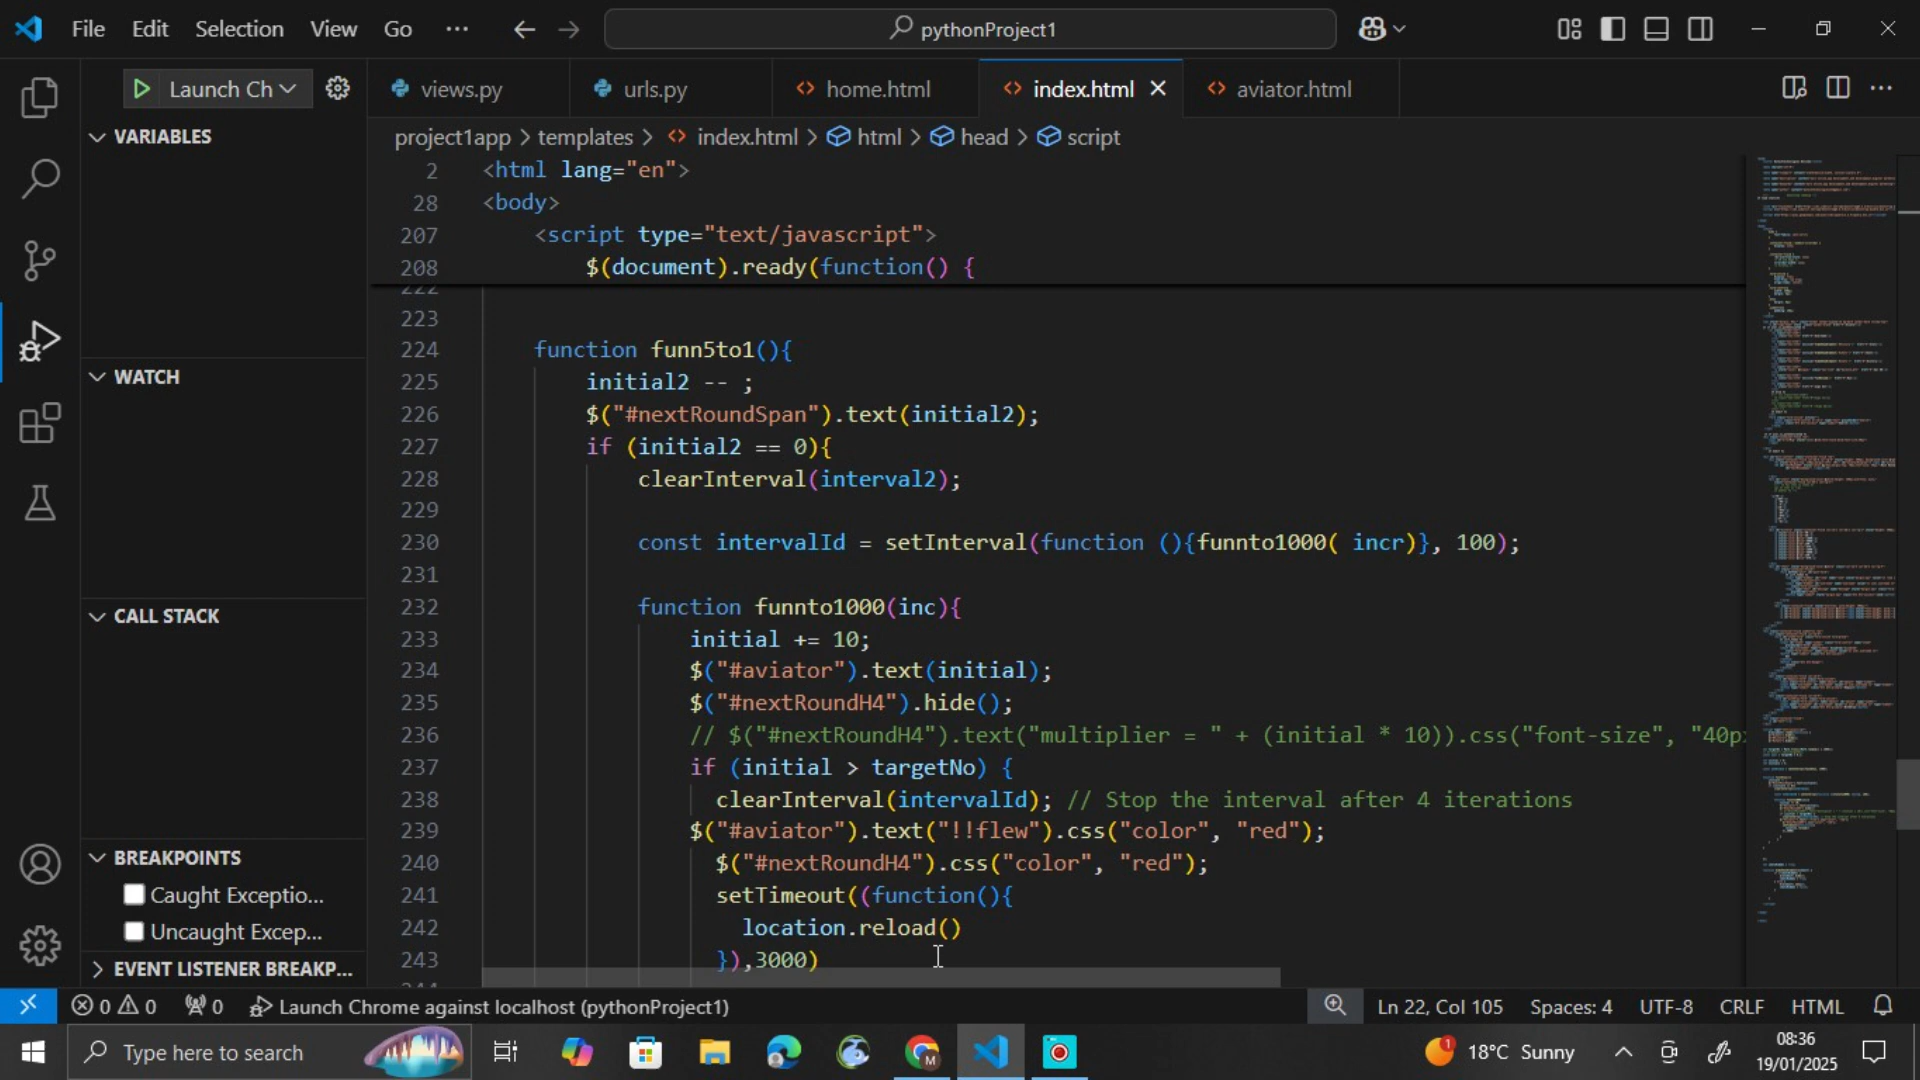 File Edit Selection View Go ··· pythonProject1
Launch Ch
views.py urls.py home.html index.html aviator.html
VARIABLES
WATCH
CALL STACK
BREAKPOINTS
Caught Exceptio...
Uncaught Excep...
EVENT LISTENER BREAKP...
project1app > templates > index.html > html > head > script
2 <html lang="en">
28 <body>
207 <script type="text/javascript">
208 $(document).ready(function() {
222
223
224 function funn5to1(){
225 initial2 -- ;
226 $("#nextRoundSpan").text(initial2);
227 if (initial2 == 0){
228 clearInterval(interval2);
229
230 const intervalId = setInterval(function (){funnto1000( incr)}, 100);
231
232 function funnto1000(inc){
233 initial += 10;
234 $("#aviator").text(initial);
235 $("#nextRoundH4").hide();
236 // $("#nextRoundH4").text("multiplier = " + (initial * 10)).css("font-size", "40px
237 if (initial > targetNo) {
238 clearInterval(intervalId); // Stop the interval after 4 iterations
239 $("#aviator").text("!!flew").css("color", "red");
240 $("#nextRoundH4").css("color", "red");
241 setTimeout((function(){
242 location.reload()
243 }),3000)
0 0 0 Launch Chrome against localhost (pythonProject1) Ln 22, Col 105 Spaces: 4 UTF-8 CRLF HTML
Type here to search 1 18°C Sunny 08:36
19/01/2025